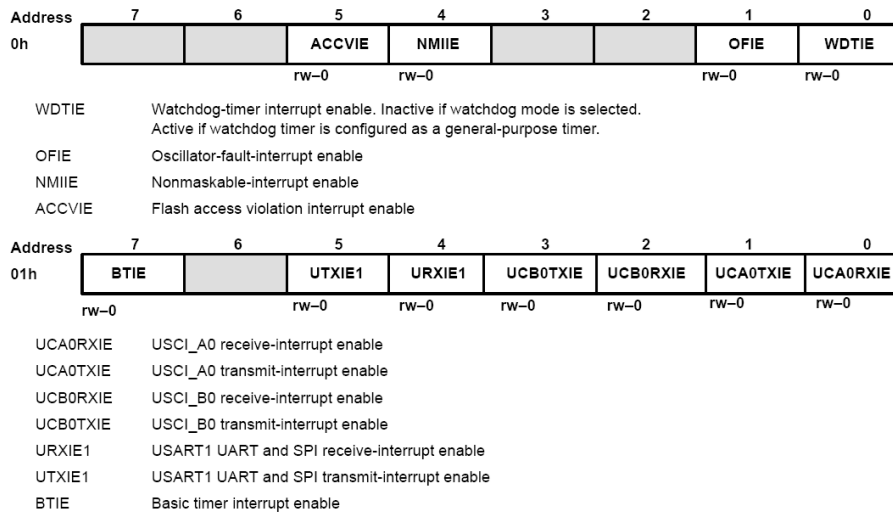 Address 7 6 5 4 3 2 1 0
0h ACCVIE NMIIE OFIE WDTIE
rw–0 rw–0 rw–0 rw–0
WDTIE Watchdog-timer interrupt enable. Inactive if watchdog mode is selected.
Active if watchdog timer is configured as a general-purpose timer.
OFIE Oscillator-fault-interrupt enable
NMIIE Nonmaskable-interrupt enable
ACCVIE Flash access violation interrupt enable
Address 7 6 5 4 3 2 1 0
01h BTIE UTXIE1 URXIE1 UCB0TXIE UCB0RXIE UCA0TXIE UCA0RXIE
rw–0 rw–0 rw–0 rw–0 rw–0 rw–0 rw–0
UCA0RXIE USCI_A0 receive-interrupt enable
UCA0TXIE USCI_A0 transmit-interrupt enable
UCB0RXIE USCI_B0 receive-interrupt enable
UCB0TXIE USCI_B0 transmit-interrupt enable
URXIE1 USART1 UART and SPI receive-interrupt enable
UTXIE1 USART1 UART and SPI transmit-interrupt enable
BTIE Basic timer interrupt enable